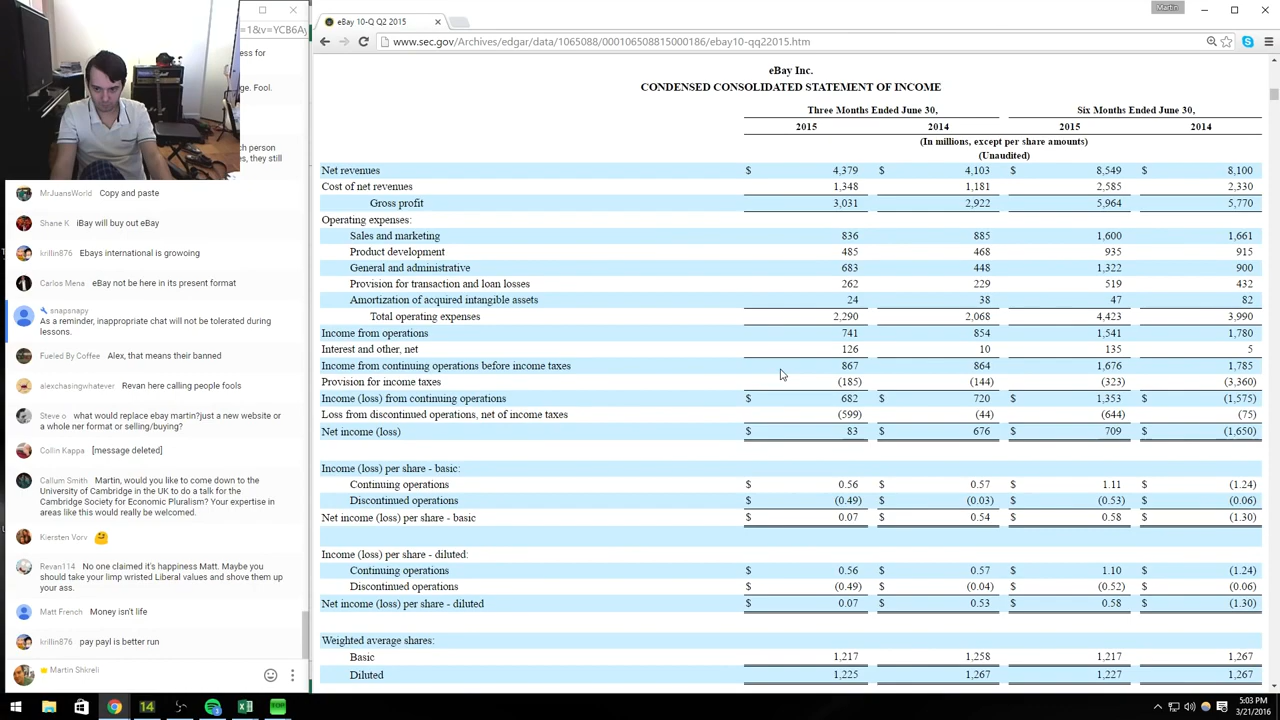 =1&v=YCB6Ay
ess for
ge. Fool.
ch person
es, they still
MrJuansWorld Copy and paste
Shane K iBay will buy out eBay
krillin876 Ebays international is growoing
Carlos Mena eBay not be here in its present format
snapsnapy
As a reminder, inappropriate chat will not be tolerated during
lessons.
Fueled By Coffee Alex, that means their banned
alexchasingwhatever Revan here calling people fools
Steve o what would replace ebay martin?just a new website or
a whole ner format or selling/buying?
Collin Kappa [message deleted]
Callum Smith Martin, would you like to come down to the
University of Cambridge in the UK to do a talk for the
Cambridge Society for Economic Pluralism? Your expertise in
areas like this would really be welcomed.
Kiersten Vorv
Revan114 No one claimed it's happiness Matt. Maybe you
should take your limp wristed Liberal values and shove them up
your ass.
Matt French Money isn't life
krillin876 pay payl is better run
Martin Shkreli
Martin
eBay 10-Q Q2 2015
www.sec.gov/Archives/edgar/data/1065088/000106508815000186/ebay10-qq22015.htm
eBay Inc.
CONDENSED CONSOLIDATED STATEMENT OF INCOME
Three Months Ended June 30, Six Months Ended June 30,
2015 2014 2015 2014
(In millions, except per share amounts)
(Unaudited)
Net revenues $ 4,379 $ 4,103 $ 8,549 $ 8,100
Cost of net revenues 1,348 1,181 2,585 2,330
Gross profit 3,031 2,922 5,964 5,770
Operating expenses:
Sales and marketing 836 885 1,600 1,661
Product development 485 468 935 915
General and administrative 683 448 1,322 900
Provision for transaction and loan losses 262 229 519 432
Amortization of acquired intangible assets 24 38 47 82
Total operating expenses 2,290 2,068 4,423 3,990
Income from operations 741 854 1,541 1,780
Interest and other, net 126 10 135 5
Income from continuing operations before income taxes 867 864 1,676 1,785
Provision for income taxes (185) (144) (323) (3,360)
Income (loss) from continuing operations $ 682 $ 720 $ 1,353 $ (1,575)
Loss from discontinued operations, net of income taxes (599) (44) (644) (75)
Net income (loss) $ 83 $ 676 $ 709 $ (1,650)
Income (loss) per share - basic:
Continuing operations $ 0.56 $ 0.57 $ 1.11 $ (1.24)
Discontinued operations $ (0.49) $ (0.03) $ (0.53) $ (0.06)
Net income (loss) per share - basic $ 0.07 $ 0.54 $ 0.58 $ (1.30)
Income (loss) per share - diluted:
Continuing operations $ 0.56 $ 0.57 $ 1.10 $ (1.24)
Discontinued operations $ (0.49) $ (0.04) $ (0.52) $ (0.06)
Net income (loss) per share - diluted $ 0.07 $ 0.53 $ 0.58 $ (1.30)
Weighted average shares:
Basic 1,217 1,258 1,217 1,267
Diluted 1,225 1,267 1,227 1,267
14
TOP
5:03 PM
3/21/2016